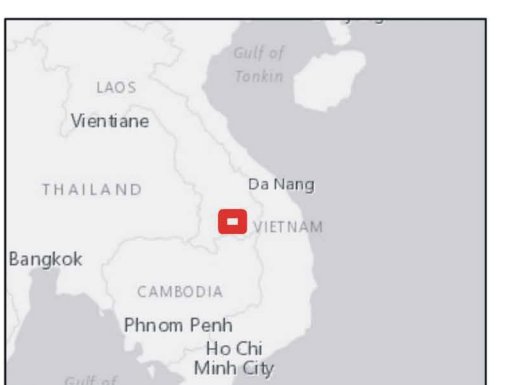 Gulf of
Tonkin
LAOS
Vientiane
THAILAND
Da Nang
VIETNAM
Bangkok
CAMBODIA
Phnom Penh
Ho Chi
Minh City
Gulf of